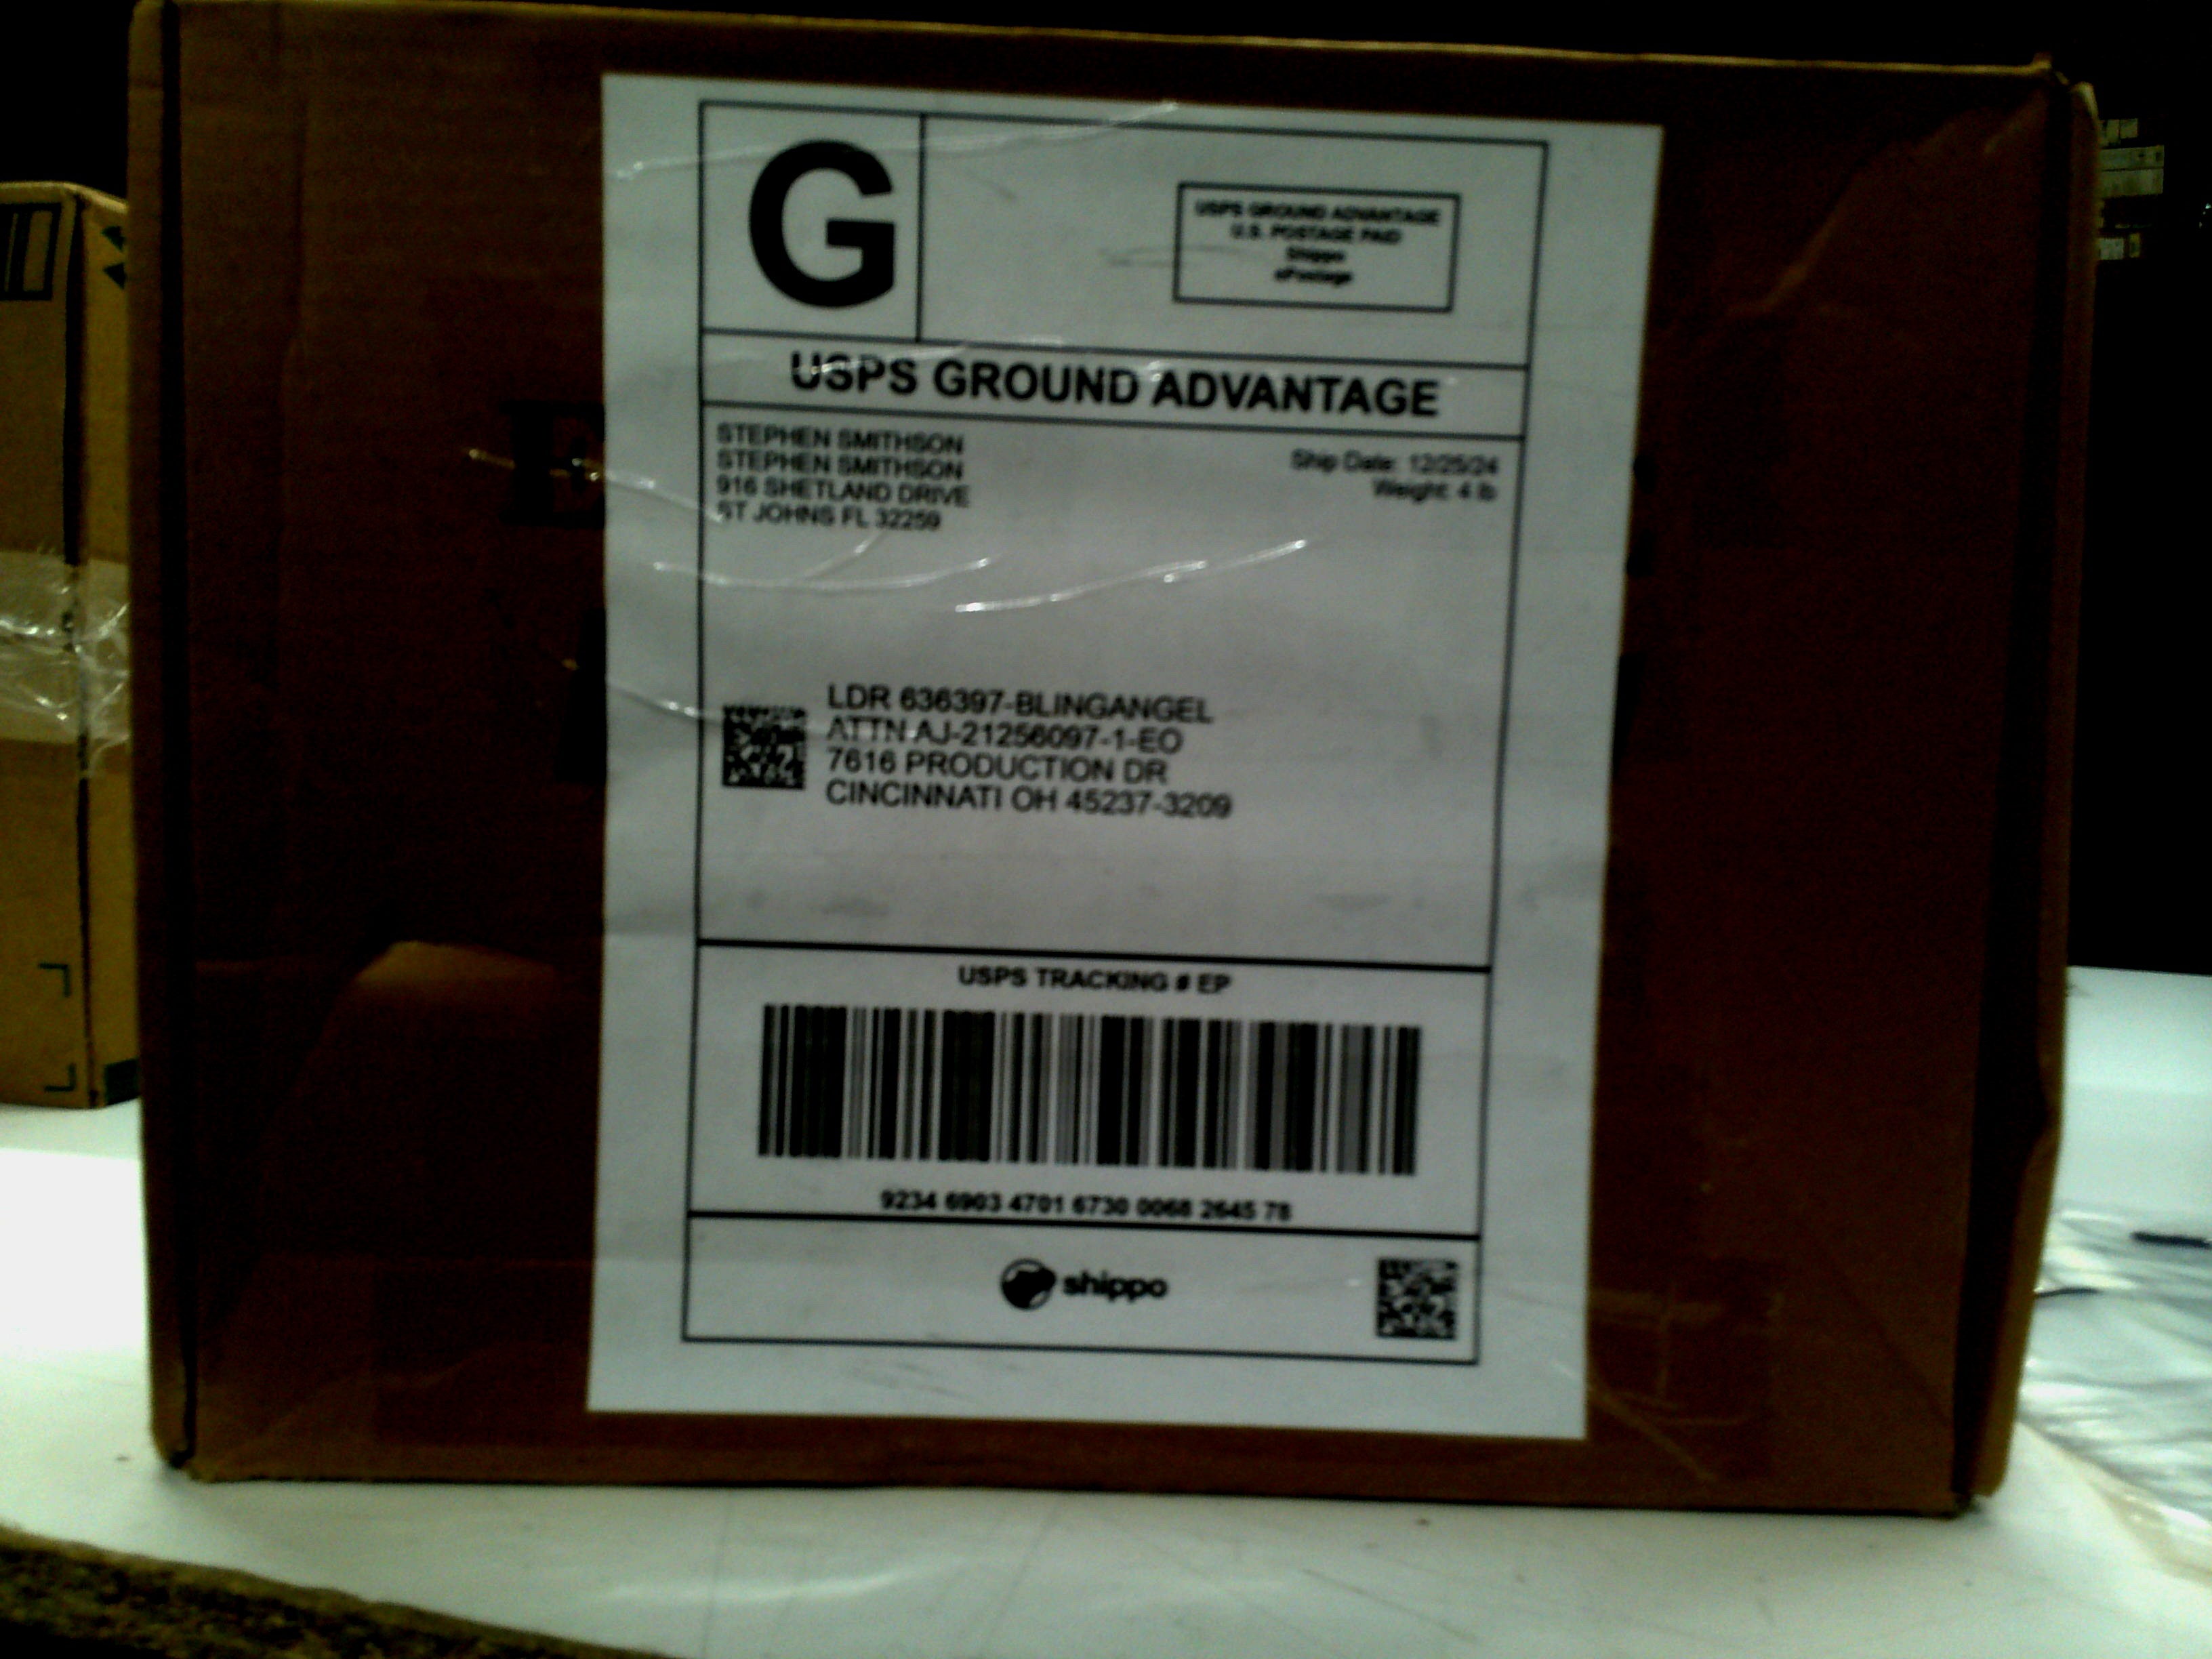 G
USPS GROUND ADVANTAGE
U.S. POSTAGE PAID
Shippo
ePostage
USPS GROUND ADVANTAGE
STEPHEN SMITHSON
STEPHEN SMITHSON
916 SHETLAND DRIVE
ST JOHNS FL 32259
Ship Date: 12/25/24
Weight: 4 lb
LDR 636397-BLINGANGEL
ATTN AJ-21256097-1-EO
7616 PRODUCTION DR
CINCINNATI OH 45237-3209
USPS TRACKING # EP
9234 6903 4701 6730 0068 2645 78
shippo